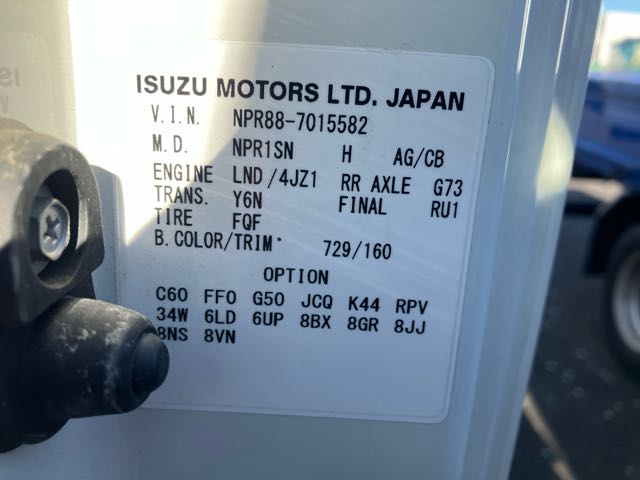 ISUZU MOTORS LTD. JAPAN
V.I.N. NPR88-7015582
M.D. NPR1SN H AG/CB
ENGINE LND/4JZ1 RR AXLE G73
TRANS. Y6N FINAL RU1
TIRE FQF
B.COLOR/TRIM 729/160
OPTION
C60 FF0 G50 JCQ K44 RPV
34W 6LD 6UP 8BX 8GR 8JJ
8NS 8VN